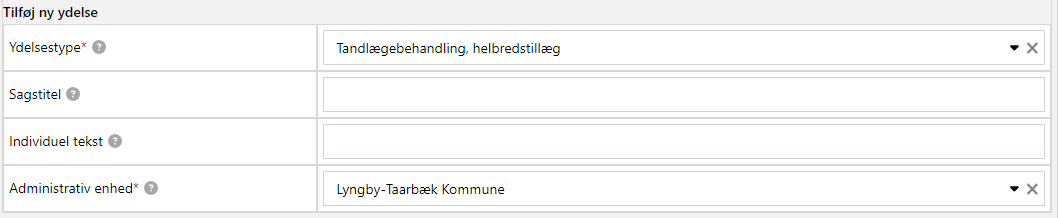 Tilføj ny ydelse
Ydelsestype* ?
Tandlægebehandling, helbredstillæg
Sagstitel ?
Individuel tekst ?
Administrativ enhed* ?
Lyngby-Taarbæk Kommune